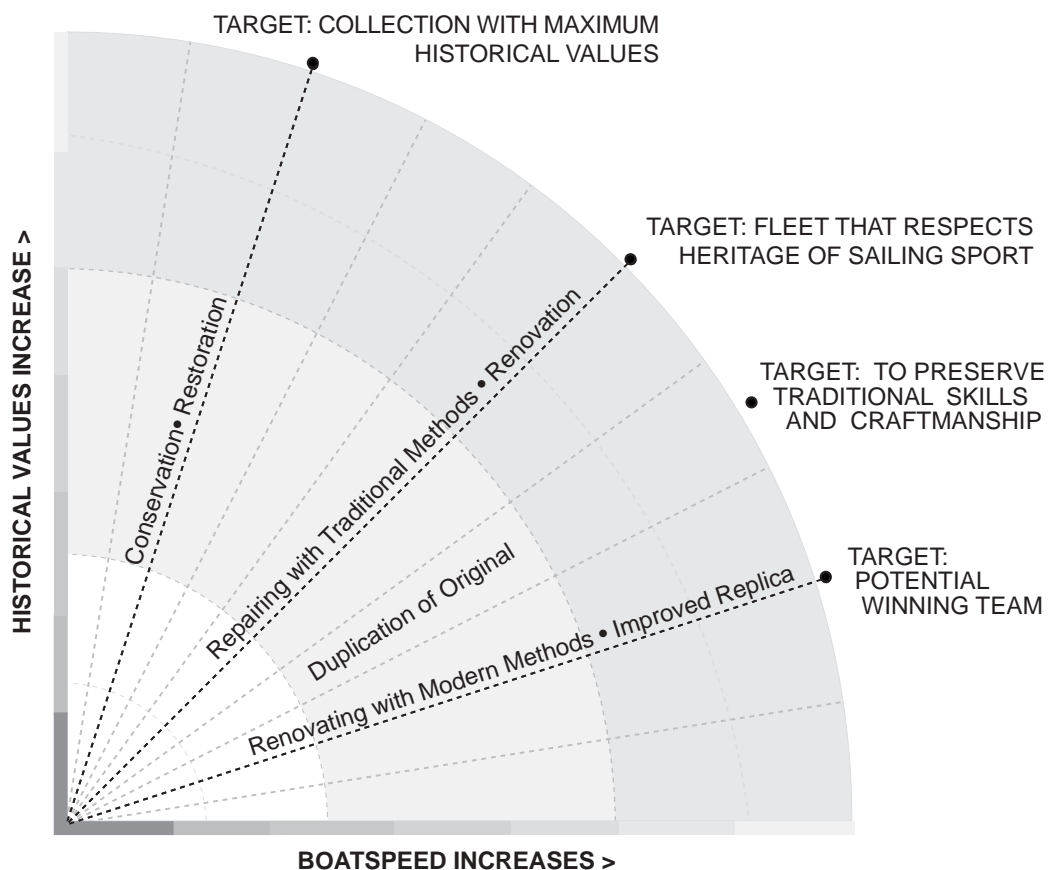 TARGET: COLLECTION WITH MAXIMUM
HISTORICAL VALUES
TARGET: FLEET THAT RESPECTS
HERITAGE OF SAILING SPORT
TARGET: TO PRESERVE
TRADITIONAL SKILLS
AND CRAFTMANSHIP
TARGET:
POTENTIAL
WINNING TEAM
HISTORICAL VALUES INCREASE >
Conservation • Restoration
Repairing with Traditional Methods • Renovation
Duplication of Original
Renovating with Modern Methods • Improved Replica
BOATSPEED INCREASES >